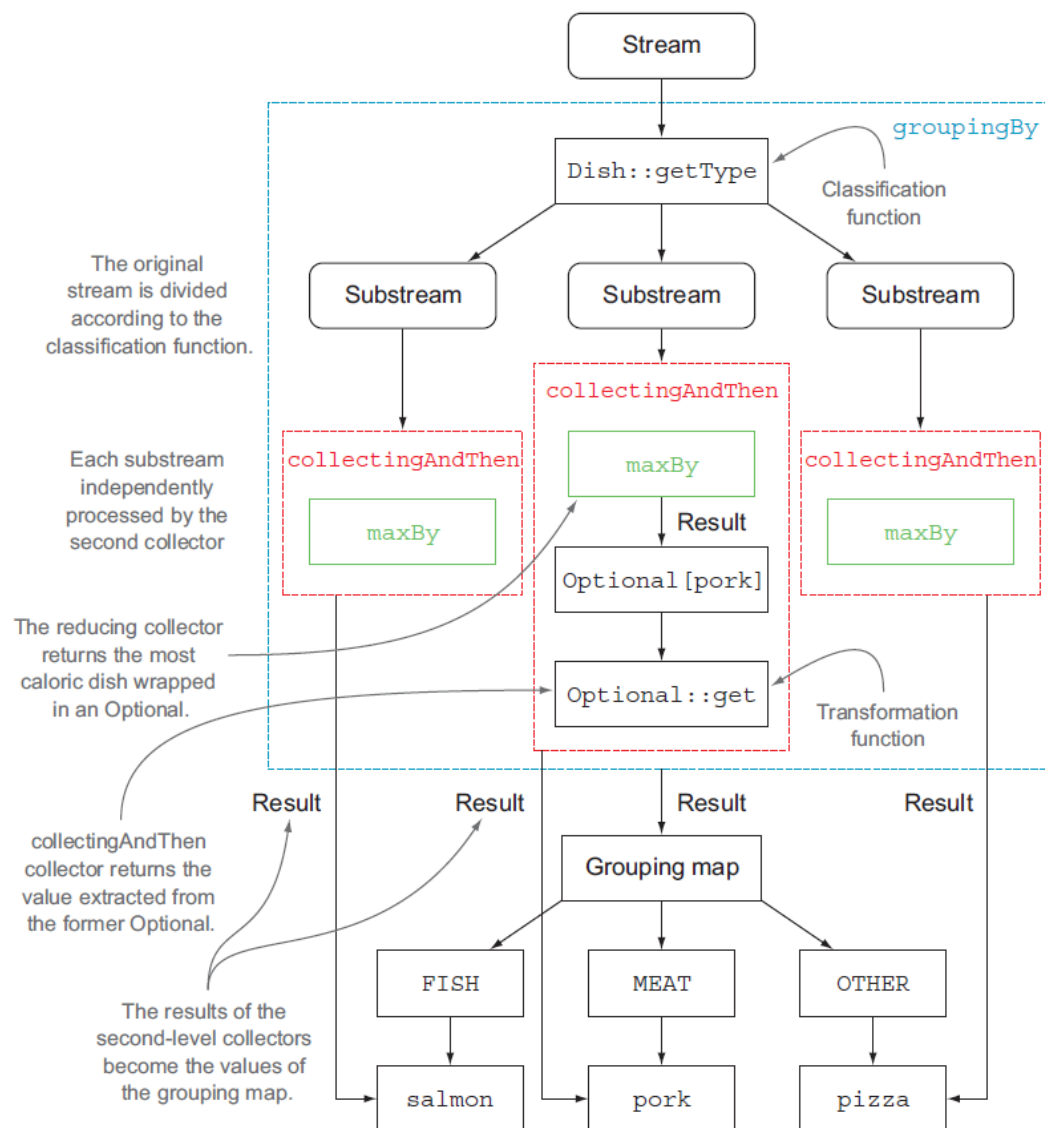 Stream
groupingBy
Dish::getType
Classification
function
The original
stream is divided
according to the
classification function.
Substream
Substream
Substream
collectingAndThen
maxBy
Result
Optional[pork]
Optional::get
collectingAndThen
maxBy
collectingAndThen
maxBy
Each substream
independently
processed by the
second collector
The reducing collector
returns the most
caloric dish wrapped
in an Optional.
Transformation
function
Result
Result
Result
Result
collectingAndThen
collector returns the
value extracted from
the former Optional.
Grouping map
FISH
MEAT
OTHER
The results of the
second-level collectors
become the values of
the grouping map.
salmon
pork
pizza